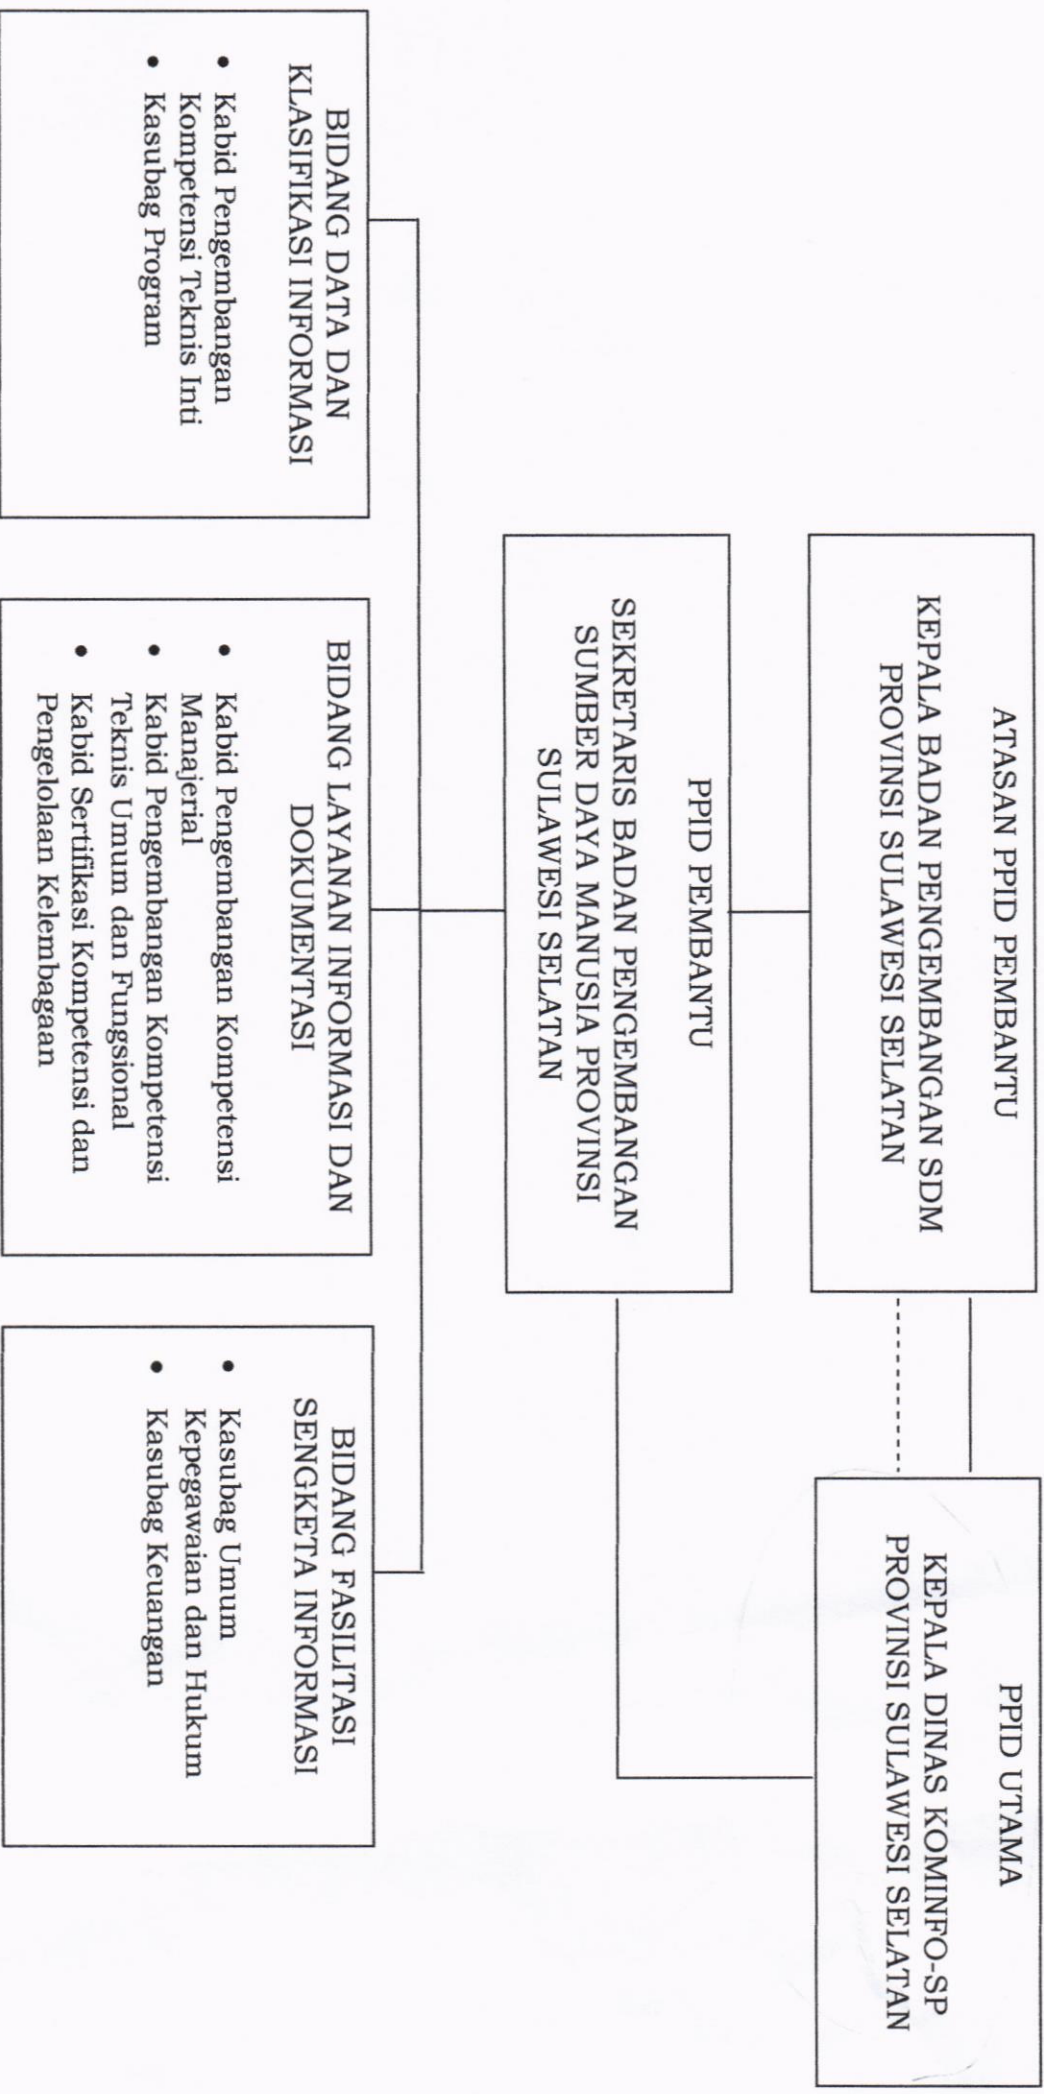 ATASAN PPID PEMBANTU
KEPALA BADAN PENGEMBANGAN SDM
PROVINSI SULAWESI SELATAN
PPID UTAMA
KEPALA DINAS KOMINFO-SP
PROVINSI SULAWESI SELATAN
PPID PEMBANTU
SEKRETARIS BADAN PENGEMBANGAN
SUMBER DAYA MANUSIA PROVINSI
SULAWESI SELATAN
BIDANG DATA DAN
KLASIFIKASI INFORMASI
• Kabid Pengembangan
Kompetensi Teknis Inti
• Kasubag Program
BIDANG LAYANAN INFORMASI DAN
DOKUMENTASI
• Kabid Pengembangan Kompetensi
Manajerial
• Kabid Pengembangan Kompetensi
Teknis Umum dan Fungsional
• Kabid Sertifikasi Kompetensi dan
Pengelolaan Kelembagaan
BIDANG FASILITASI
SENGKETA INFORMASI
• Kasubag Umum
Kepegawaian dan Hukum
• Kasubag Keuangan